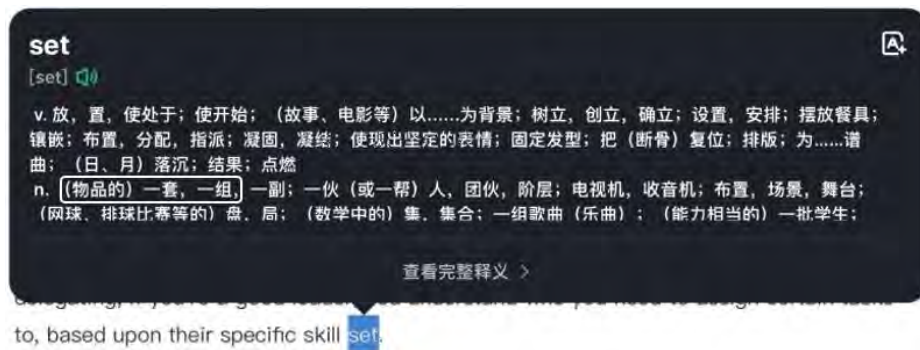 set
[set]
v. 放，置，使处于；使开始；（故事、电影等）以......为背景；树立，创立，确立；设置，安排；摆放餐具；
镶嵌；布置，分配，指派；凝固，凝结；使现出坚定的表情；固定发型；把（断骨）复位；排版；为......谱
曲；（日、月）落沉；结果；点燃
n. （物品的）一套，一组，一副；一伙（或一帮）人，团伙，阶层；电视机，收音机；布置，场景，舞台；
（网球、排球比赛等的）盘、局；（数学中的）集、集合；一组歌曲（乐曲）；（能力相当的）一批学生；
查看完整释义 >
to, based upon their specific skill set.